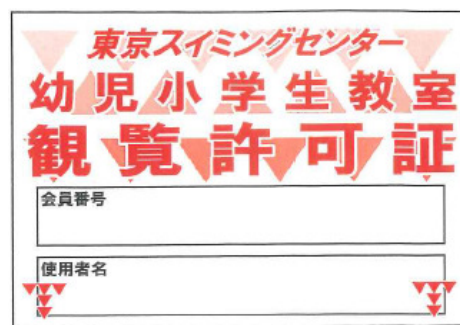 東京スイミングセンター
幼児小学生教室
観覧許可証
会員番号
使用者名